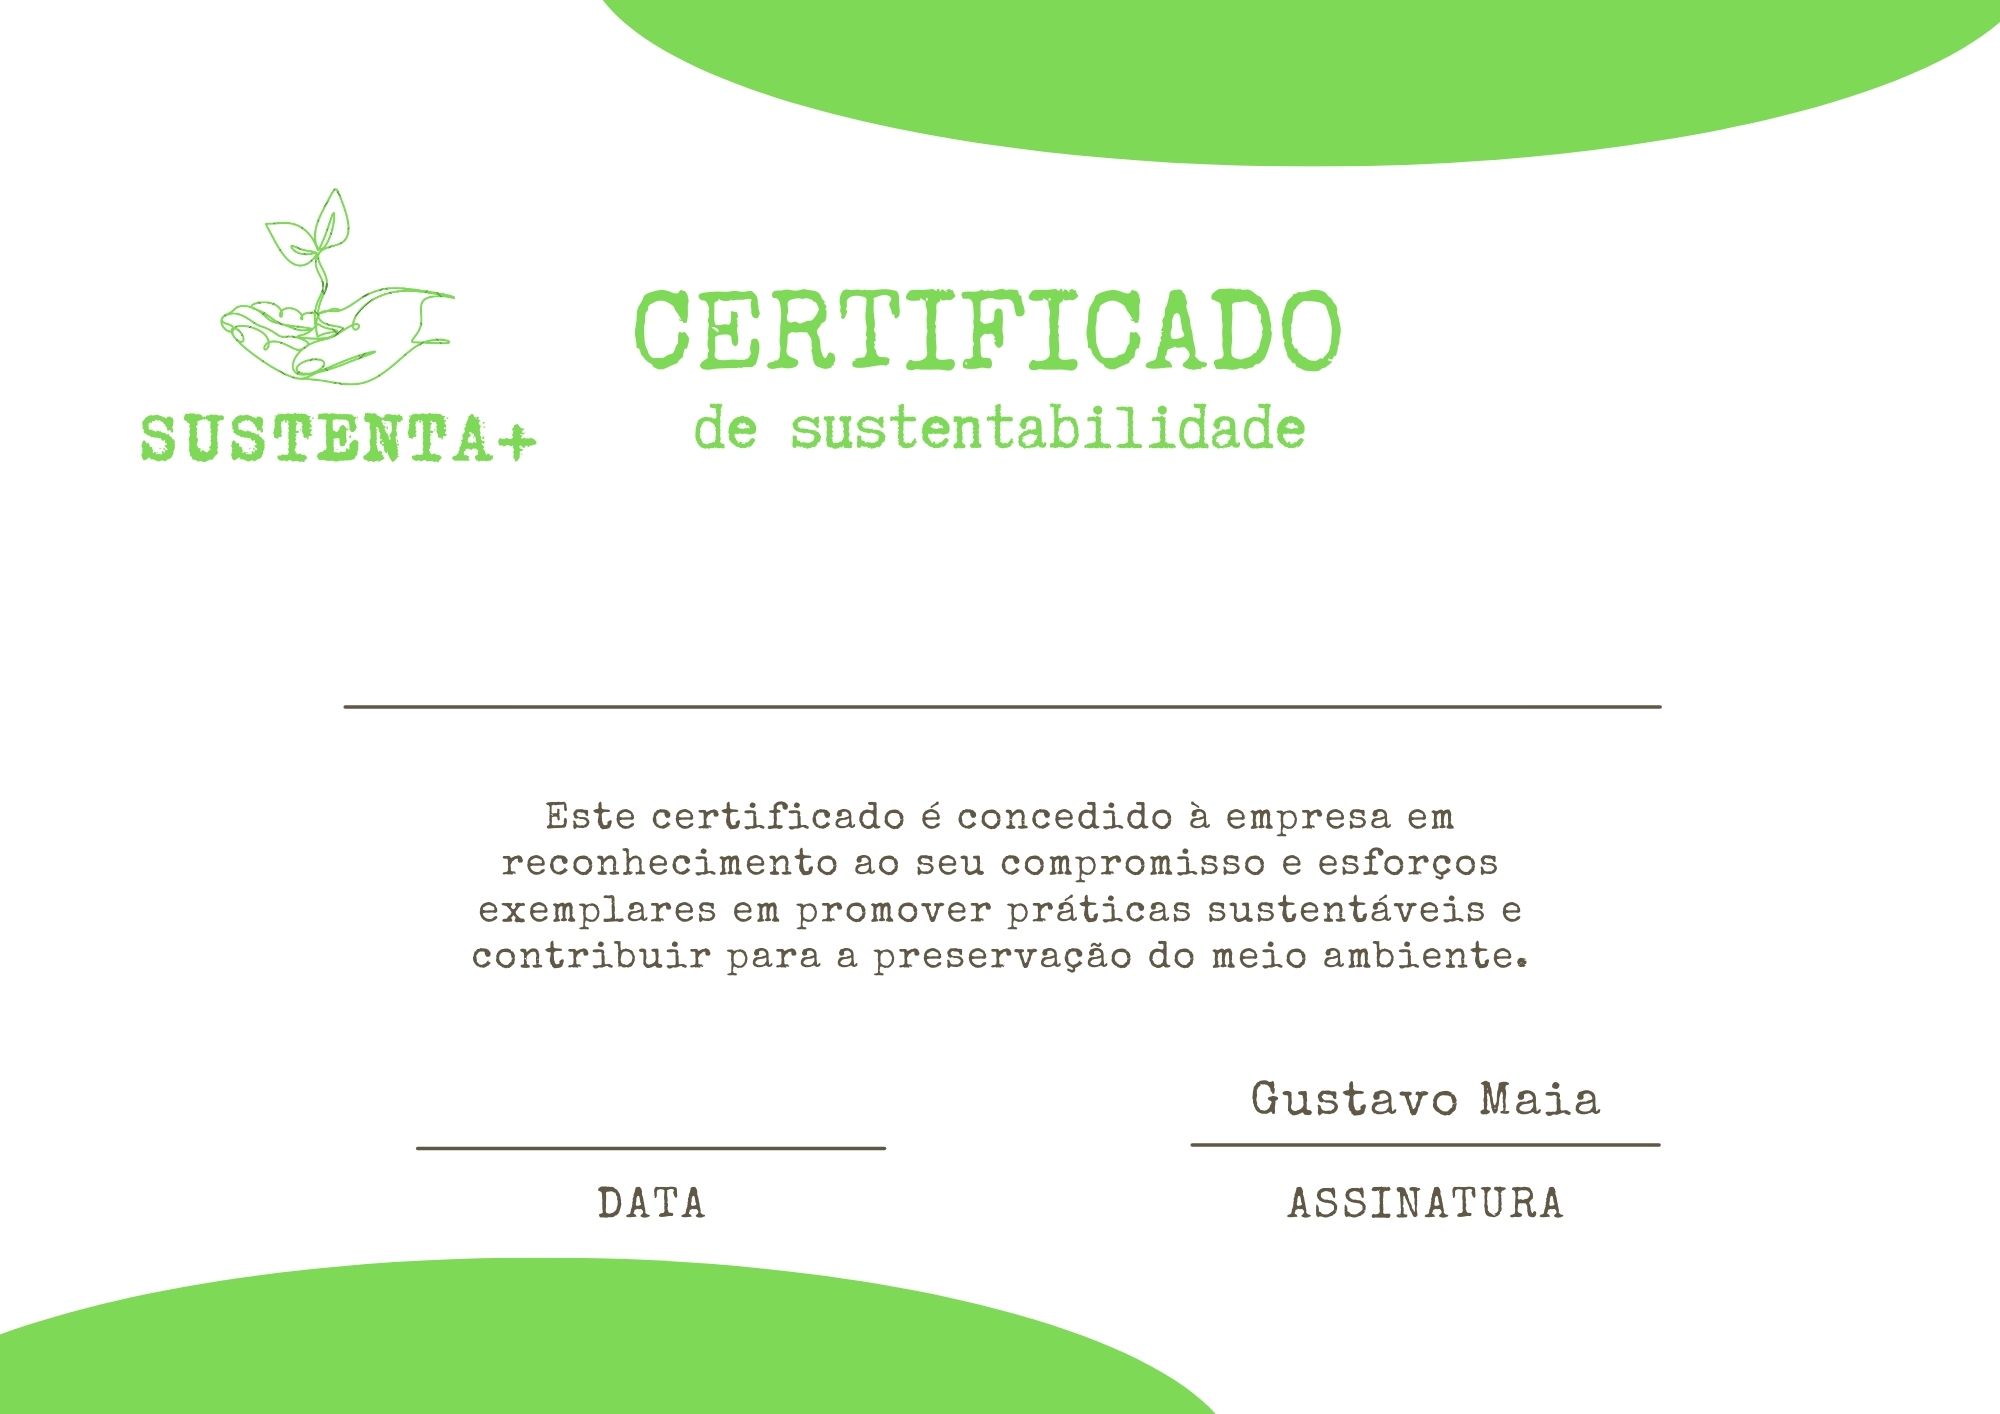 SUSTENTA+
CERTIFICADO
de sustentabilidade
Este certificado é concedido à empresa em
reconhecimento ao seu compromisso e esforços
exemplares em promover práticas sustentáveis e
contribuir para a preservação do meio ambiente.
Gustavo Maia
DATA
ASSINATURA